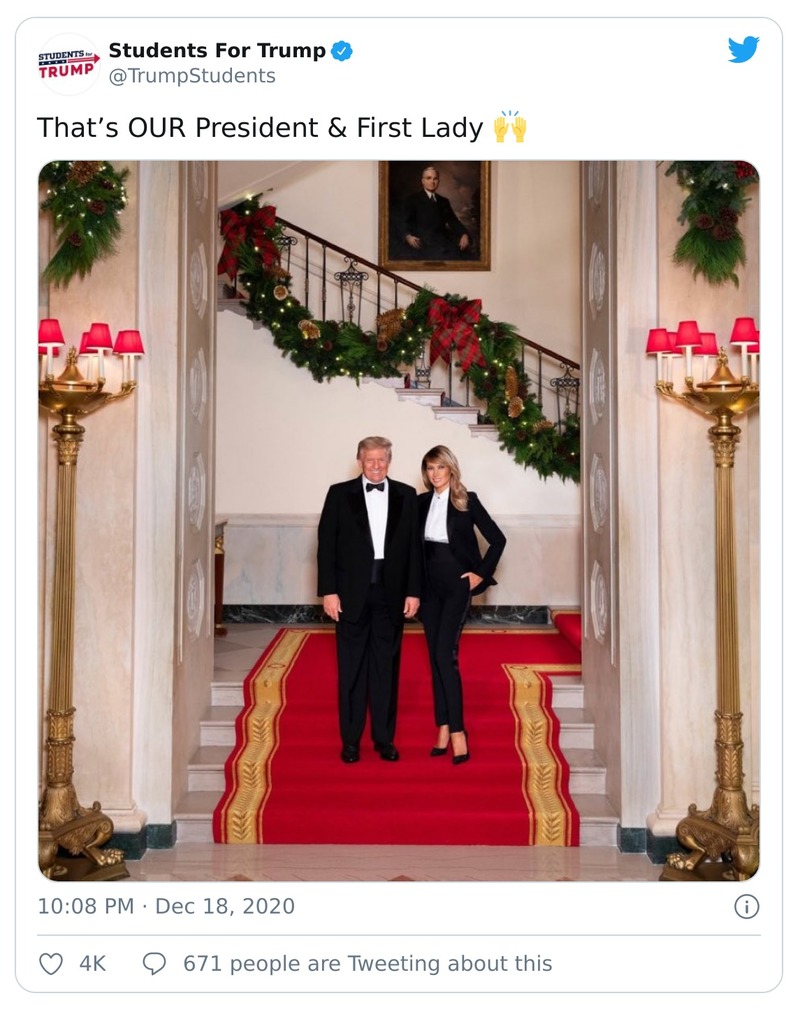 STUDENTS for
TRUMP
Students For Trump
@TrumpStudents
That’s OUR President & First Lady 🙌
10:08 PM · Dec 18, 2020
4K
671 people are Tweeting about this